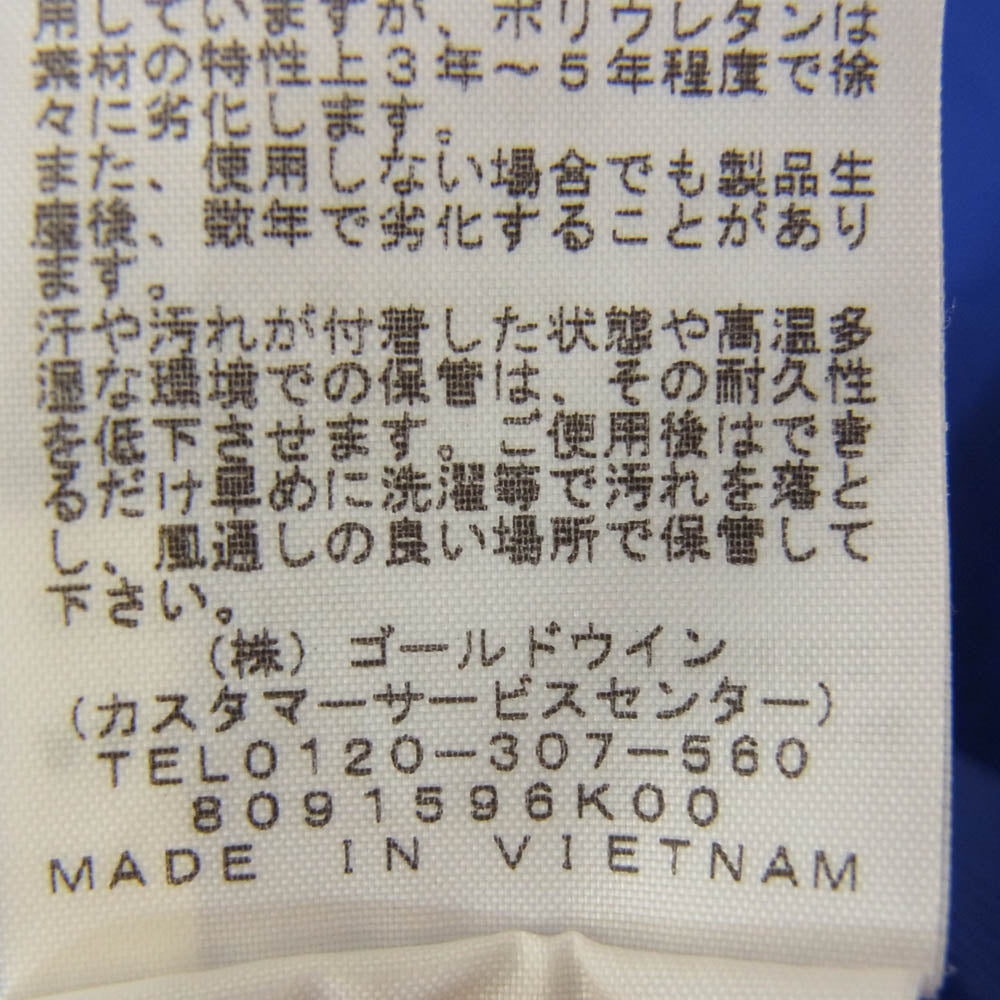 用しています が、ポリウレタンは
素材の特性上3年～5年程度で徐
々に劣化します。
また、使用しない場合でも製品生
産後、数年で劣化することがあり
ます。
汗や汚れが付着した状態や高温多
湿な環境での保管は、その耐久性
を低下させます。ご使用後はでき
るだけ早めに洗濯等で汚れを落と
し、風通しの良い場所で保管して
下さい。
(株) ゴールドウイン
(カスタマーサービスセンター)
TEL0120-307-560
8091596K00
MADE IN VIETNAM